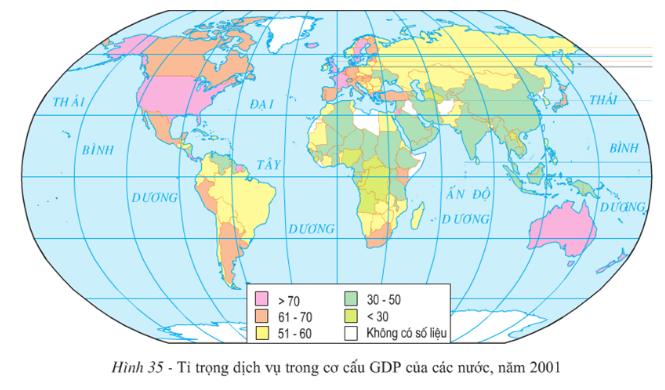 THÁI
BÌNH
DƯƠNG
ĐẠI
TÂY
DƯƠNG
ẤN ĐỘ
DƯƠNG
THÁI
BÌNH
DƯƠNG
> 70
61 - 70
51 - 60
30 - 50
< 30
Không có số liệu
Hình 35 - Tỉ trọng dịch vụ trong cơ cấu GDP của các nước, năm 2001